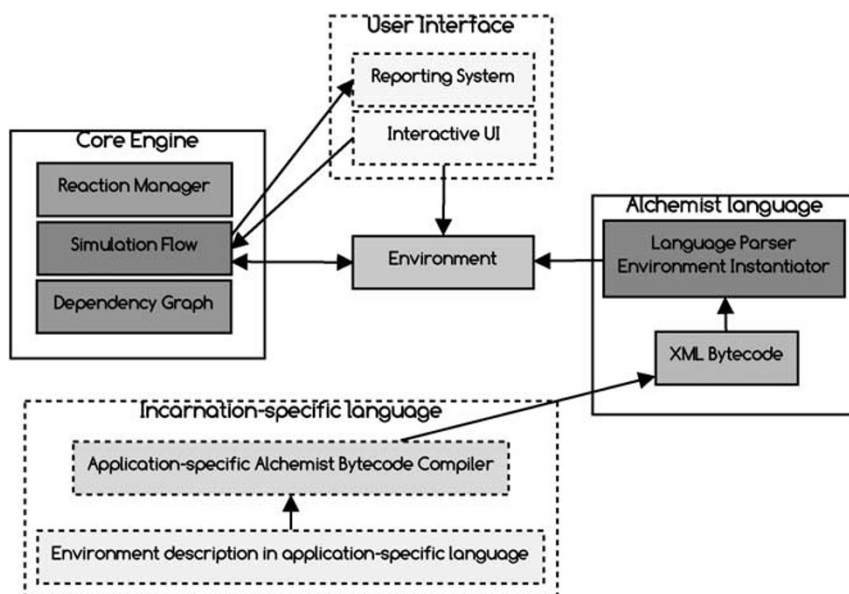 User Interface
Reporting System
Interactive UI
Core Engine
Reaction Manager
Simulation Flow
Dependency Graph
Environment
Alchemist language
Language Parser
Environment Instantiator
XML Bytecode
Incarnation-specific language
Application-specific Alchemist Bytecode Compiler
Environment description in application-specific language